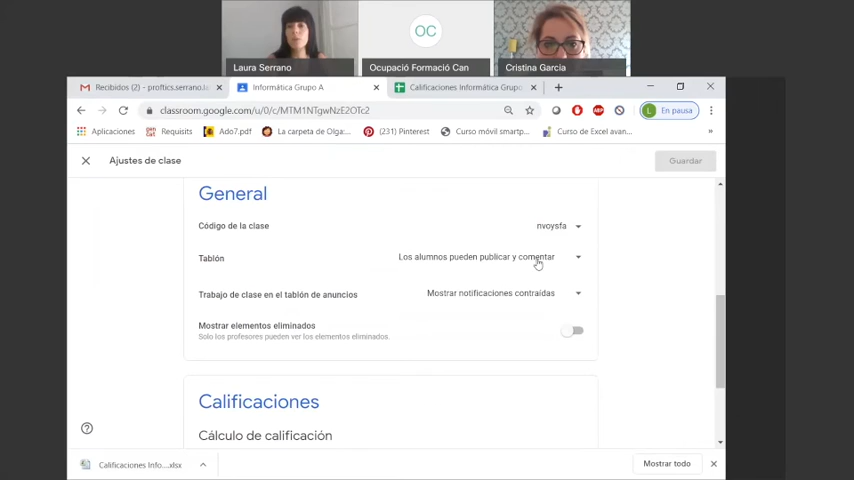 OC
Laura Serrano
Ocupació Formació Can
Cristina Garcia
Recibidos (2) - proftics.serrano.l
Informática Grupo A
Calificaciones Informática Grupo
classroom.google.com/u/0/c/MTM1NTgwNzE2OTc2
L En pausa
Aplicaciones
Requisits
Ado7.pdf
La carpeta de Olga:...
(231) Pinterest
Curso móvil smartp...
Curso de Excel avan...
»
Ajustes de clase
Guardar
General
Código de la clase
nvoysfa
Tablón
Los alumnos pueden publicar y comentar
Trabajo de clase en el tablón de anuncios
Mostrar notificaciones contraídas
Mostrar elementos eliminados
Solo los profesores pueden ver los elementos eliminados.
Calificaciones
Cálculo de calificación
Calificaciones Info....xlsx
Mostrar todo